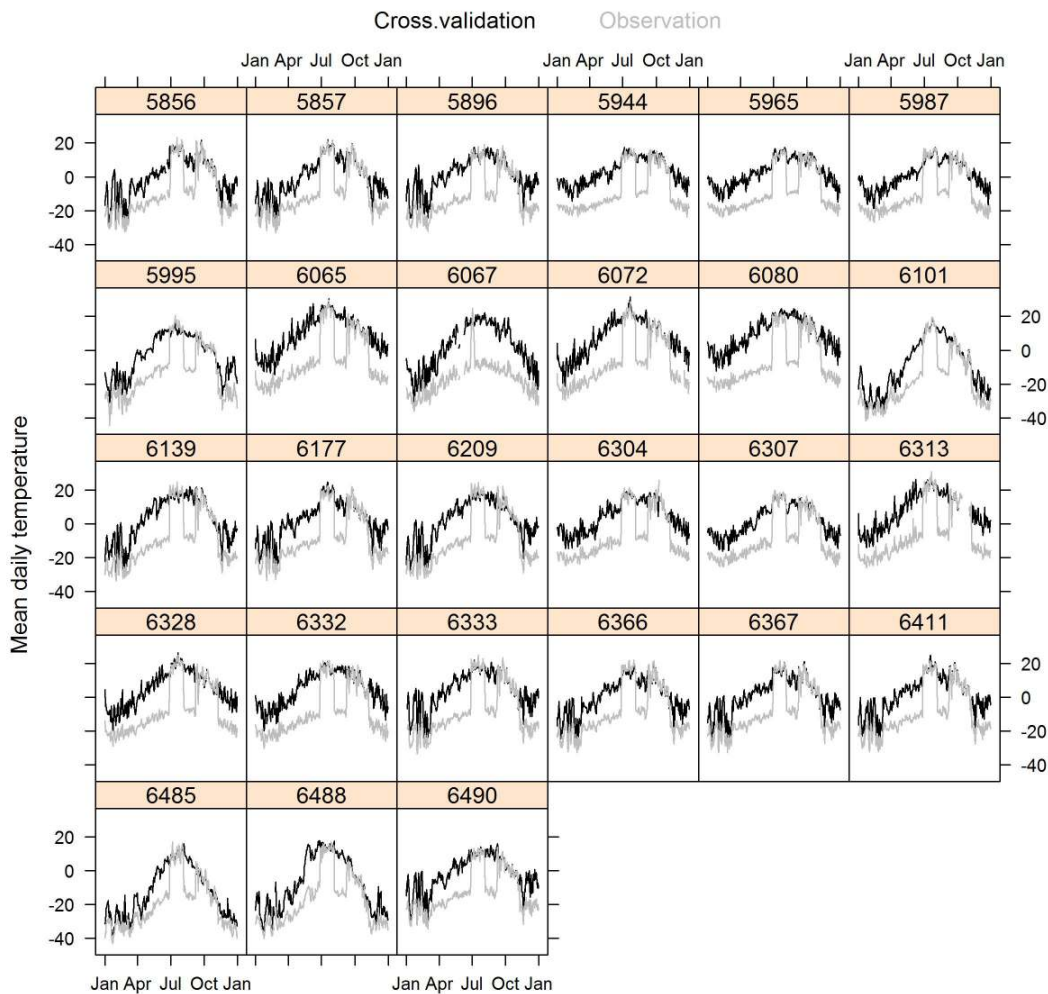 Cross.validation Observation
Jan Apr Jul Oct Jan Jan Apr Jul Oct Jan Jan Apr Jul Oct Jan
5856 5857 5896 5944 5965 5987
20
0
-20
-40
5995 6065 6067 6072 6080 6101
20
0
-20
-40
6139 6177 6209 6304 6307 6313
20
0
-20
-40
6328 6332 6333 6366 6367 6411
20
0
-20
-40
6485 6488 6490
20
0
-20
-40
Jan Apr Jul Oct Jan Jan Apr Jul Oct Jan
Mean daily temperature